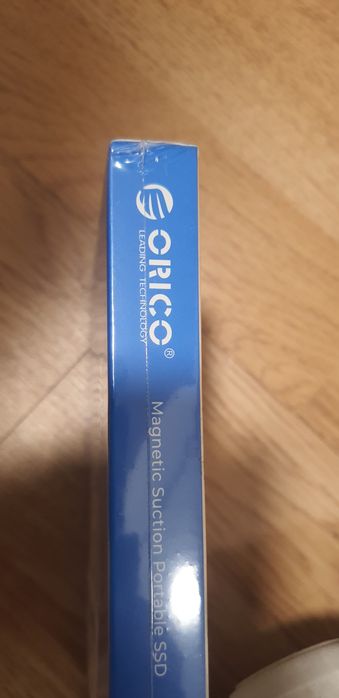 ORICO®
LEADING TECHNOLOGY
Magnetic Suction Portable SSD